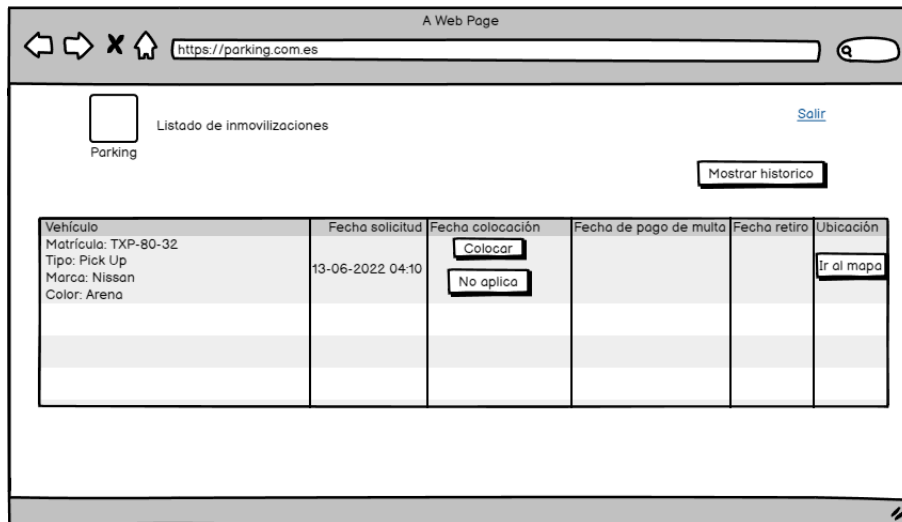 A Web Page
https://parking.com.es
Salir
Listado de inmovilizaciones
Parking
Mostrar historico
Vehículo Fecha solicitud Fecha colocación Fecha de pago de multa Fecha retiro Ubicación
Matrícula: TXP-80-32
Tipo: Pick Up
Marca: Nissan
Color: Arena
13-06-2022 04:10
Colocar
No aplica
Ir al mapa